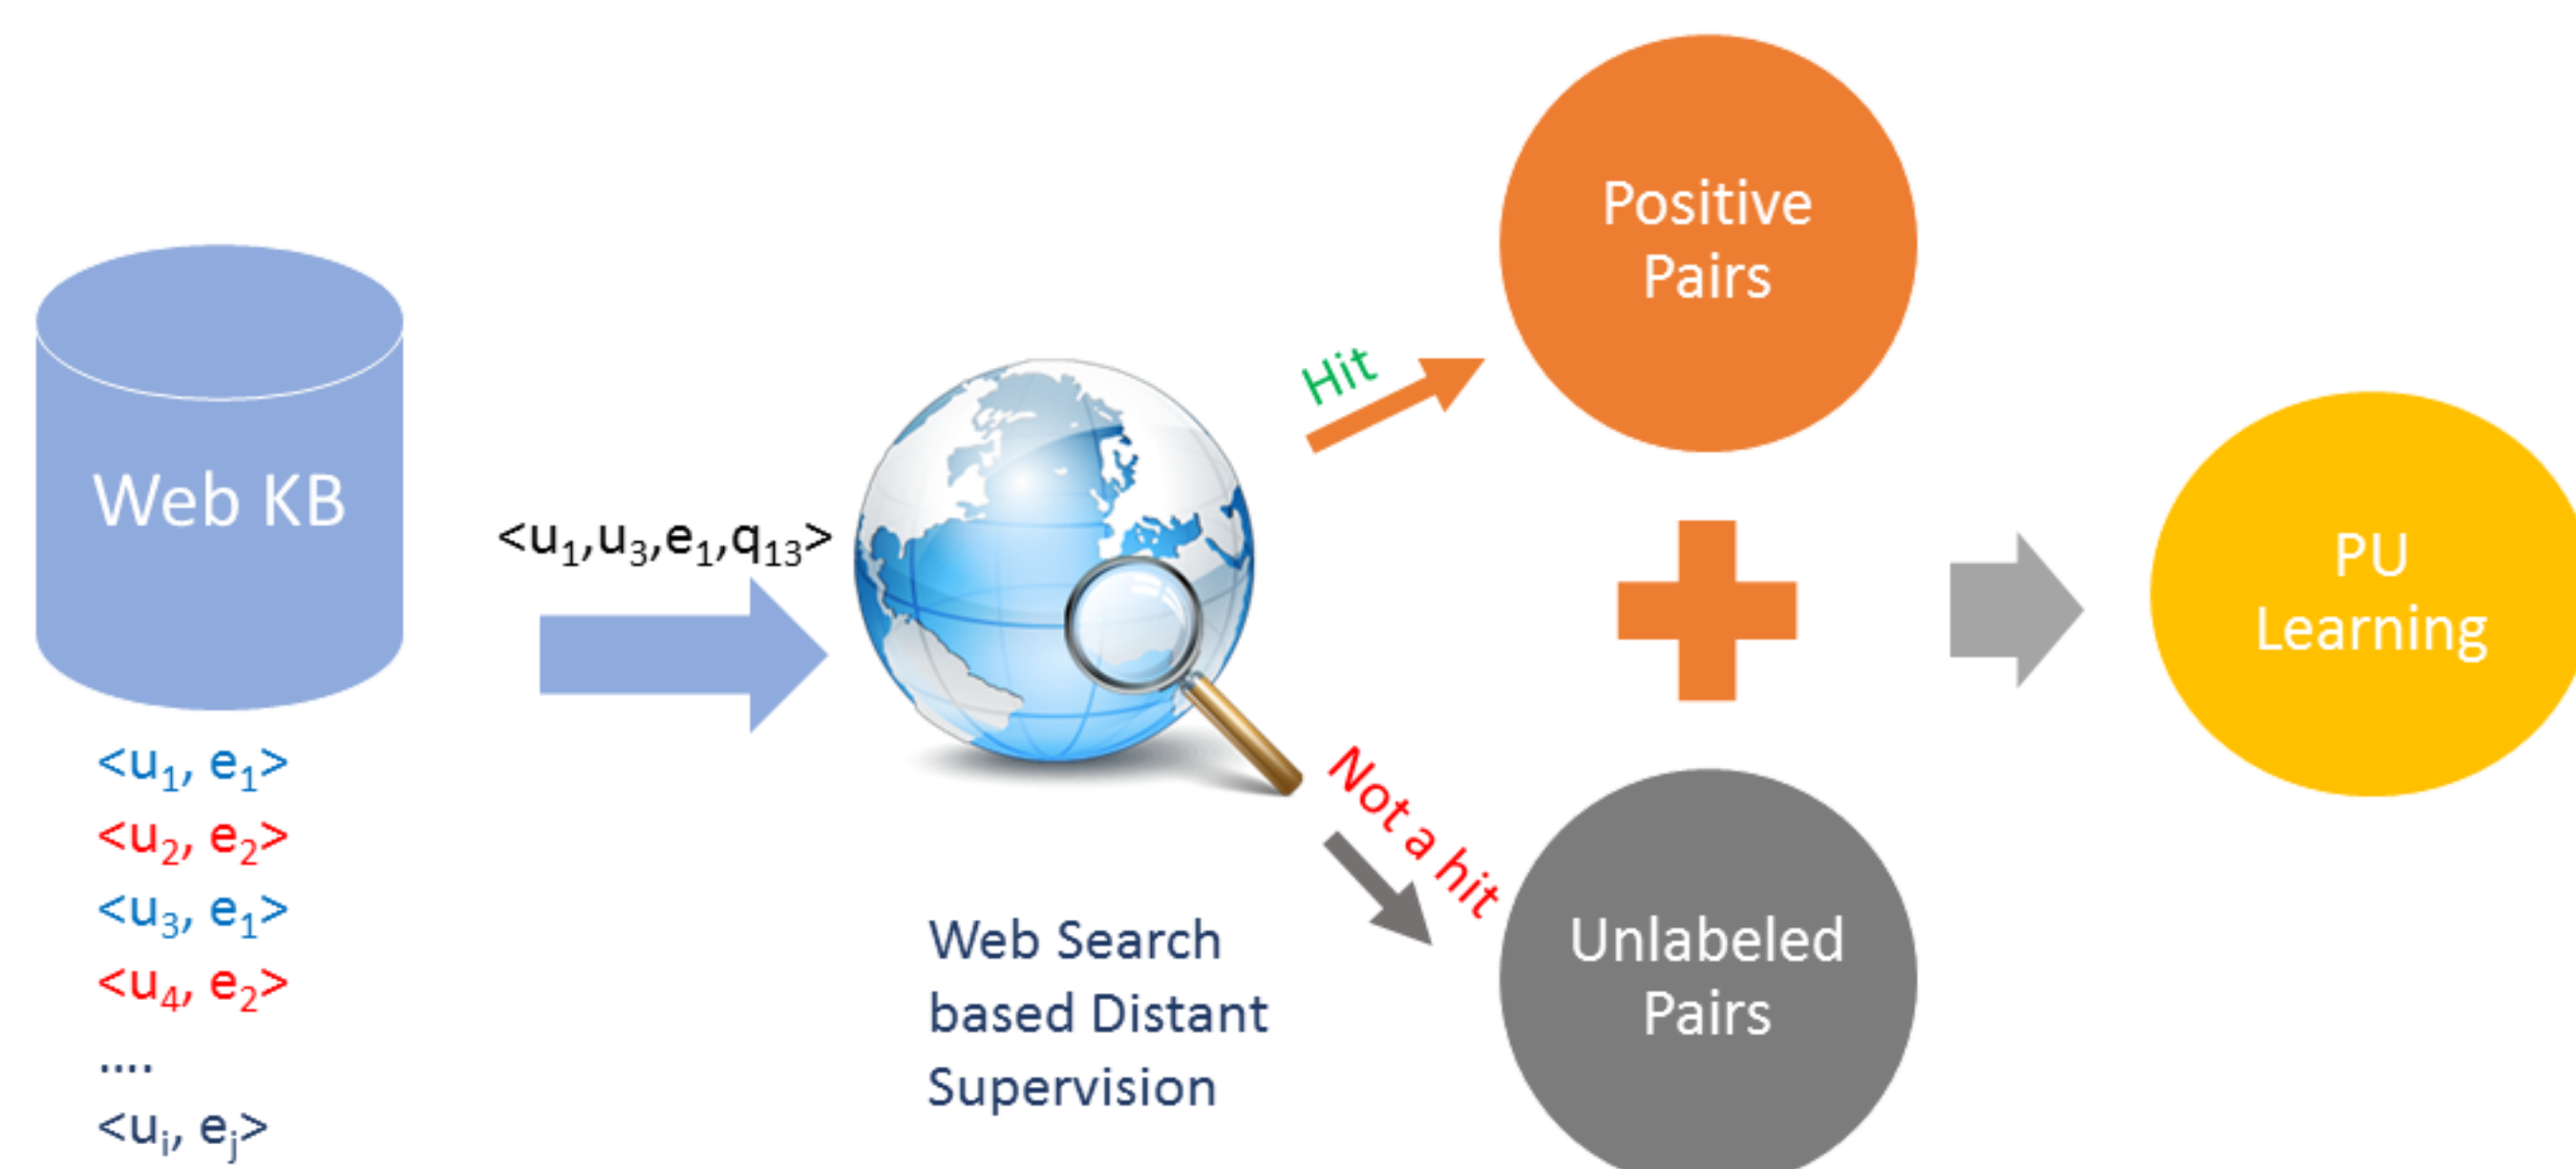 Web KB
<u₁, e₁>
<u₂, e₂>
<u₃, e₁>
<u₄, e₂>
....
<uᵢ, eⱼ>
<u₁,u₃,e₁,q₁₃>
Web Search
based Distant
Supervision
Hit
Not a hit
Positive
Pairs
Unlabeled
Pairs
PU
Learning